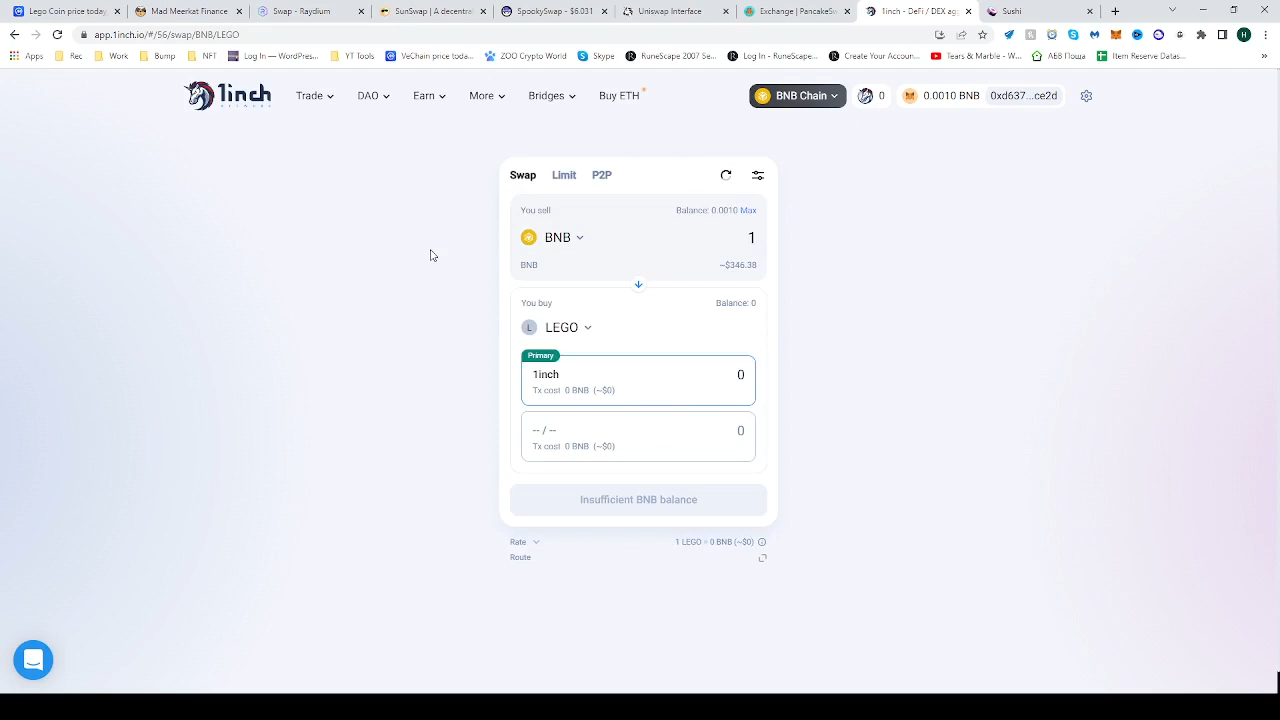 Lego Coin price today,
Mad Meerkat Finance
Swap - Raydium
SunSwap | A decentral
SpookySwap - $6.031
Uniswap Interface
Exchange | PancakeSw
1inch - DeFi / DEX ag
Sushi
app.1inch.io/#/56/swap/BNB/LEGO
H
Apps
Rec
Work
Bump
NFT
Log In ‹ WordPres...
YT Tools
VeChain price tode...
ZOO Crypto World
Skype
RuneScape 2007 Se...
Log In - RuneScape...
Create Your Accoun...
Tears & Marble - W...
АБВ Поща
Item Reserve Datas...
1inch
NETWORK
Trade
DAO
Earn
More
Bridges
Buy ETH
BNB Chain
0
0.0010 BNB
0xd637...ce2d
Swap
Limit
P2P
You sell
Balance: 0.0010 Max
BNB
1
BNB
~$346.38
You buy
Balance: 0
L
LEGO
Primary
1inch
0
Tx cost 0 BNB (~$0)
-- / --
0
Tx cost 0 BNB (~$0)
Insufficient BNB balance
Rate
1 LEGO = 0 BNB (~$0)
Route